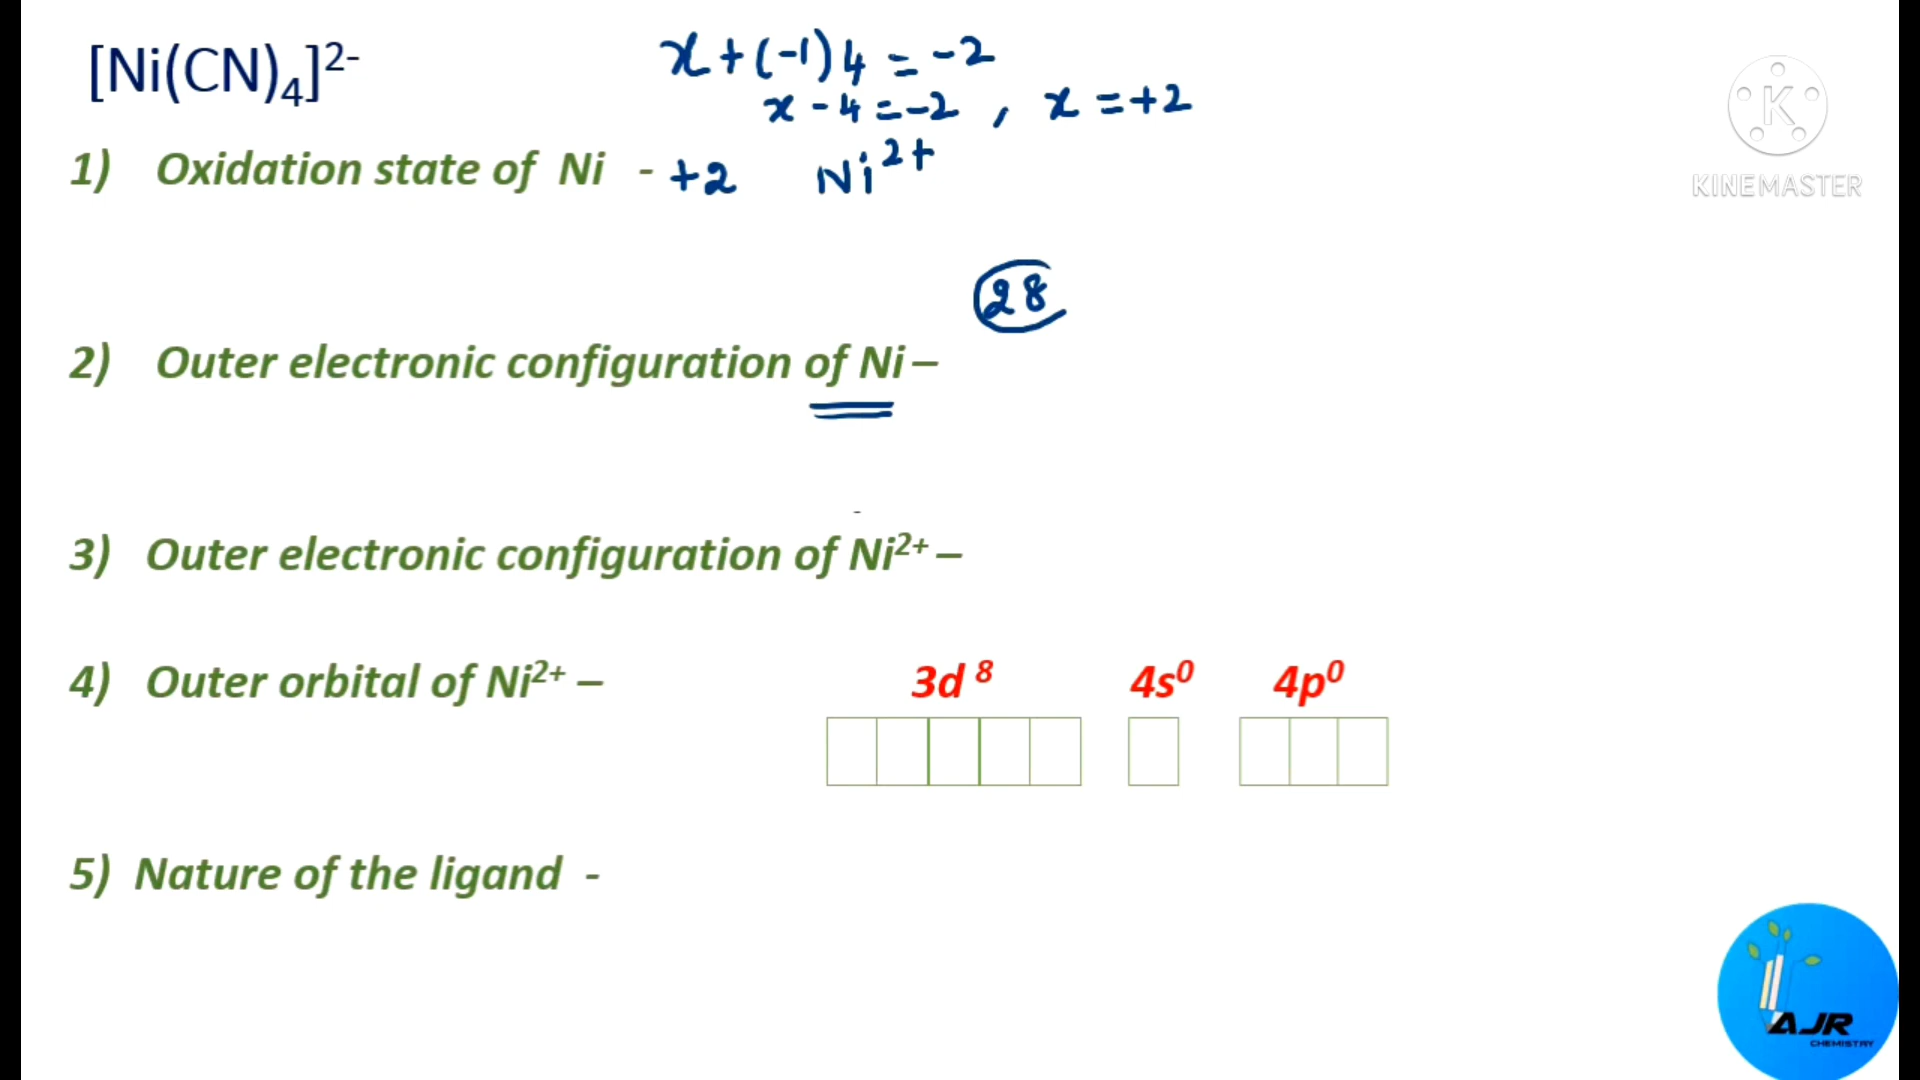 [Ni(CN)₄]²⁻
x + (-1) 4 = -2
x - 4 = -2 , x = +2
1) Oxidation state of Ni - +2 Ni²⁺
28
2) Outer electronic configuration of Ni –
3) Outer electronic configuration of Ni²⁺ –
4) Outer orbital of Ni²⁺ – 3d ⁸ 4s⁰ 4p⁰
5) Nature of the ligand -
K
KINEMASTER
AJR
CHEMISTRY